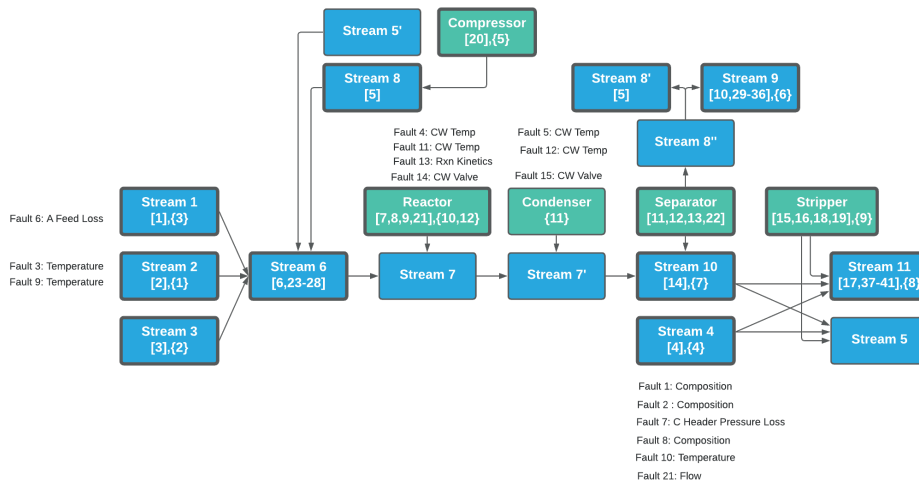 Stream 5'
Compressor
[20],{5}
Stream 8
[5]
Stream 8'
[5]
Stream 9
[10,29-36],{6}
Fault 4: CW Temp
Fault 11: CW Temp
Fault 13: Rxn Kinetics
Fault 14: CW Valve
Fault 5: CW Temp
Fault 12: CW Temp
Fault 15: CW Valve
Stream 8"
Fault 6: A Feed Loss
Stream 1
[1],{3}
Reactor
[7,8,9,21],{10,12}
Condenser
{11}
Separator
[11,12,13,22]
Stripper
[15,16,18,19],{9}
Fault 3: Temperature
Fault 9: Temperature
Stream 2
[2],{1}
Stream 6
[6,23-28]
Stream 7
Stream 7'
Stream 10
[14],{7}
Stream 11
[17,37-41],{8}
Stream 3
[3],{2}
Stream 4
[4],{4}
Stream 5
Fault 1: Composition
Fault 2 : Composition
Fault 7: C Header Pressure Loss
Fault 8: Composition
Fault 10: Temperature
Fault 21: Flow